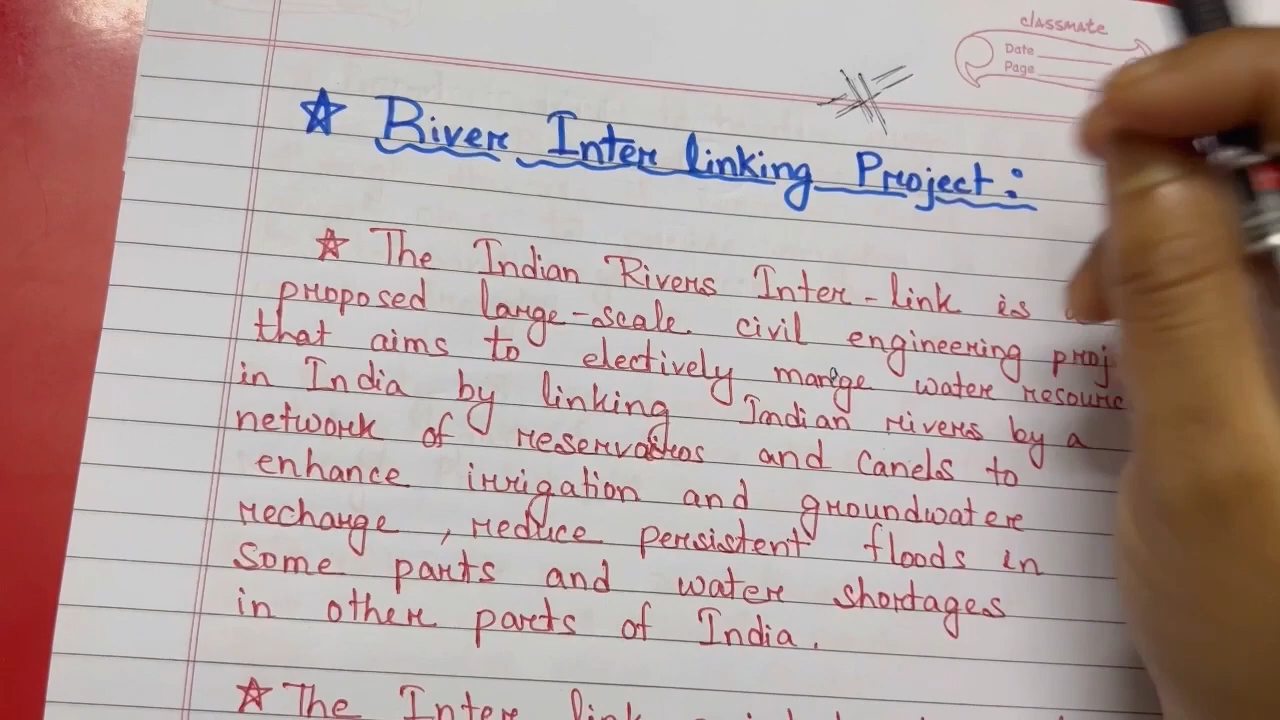 classmate
Date
Page
☆ River Inter linking Project:
☆ The Indian Rivers Inter-link is
proposed large-scale civil engineering proj
that aims to electively manege water resourc
in India by linking Indian rivers by a
network of and Canels to
enhance irrigation and groundwater
recharge, reduce persistent floods in
Some parts and water shortages
in other parts of India.
☆ The Inter link